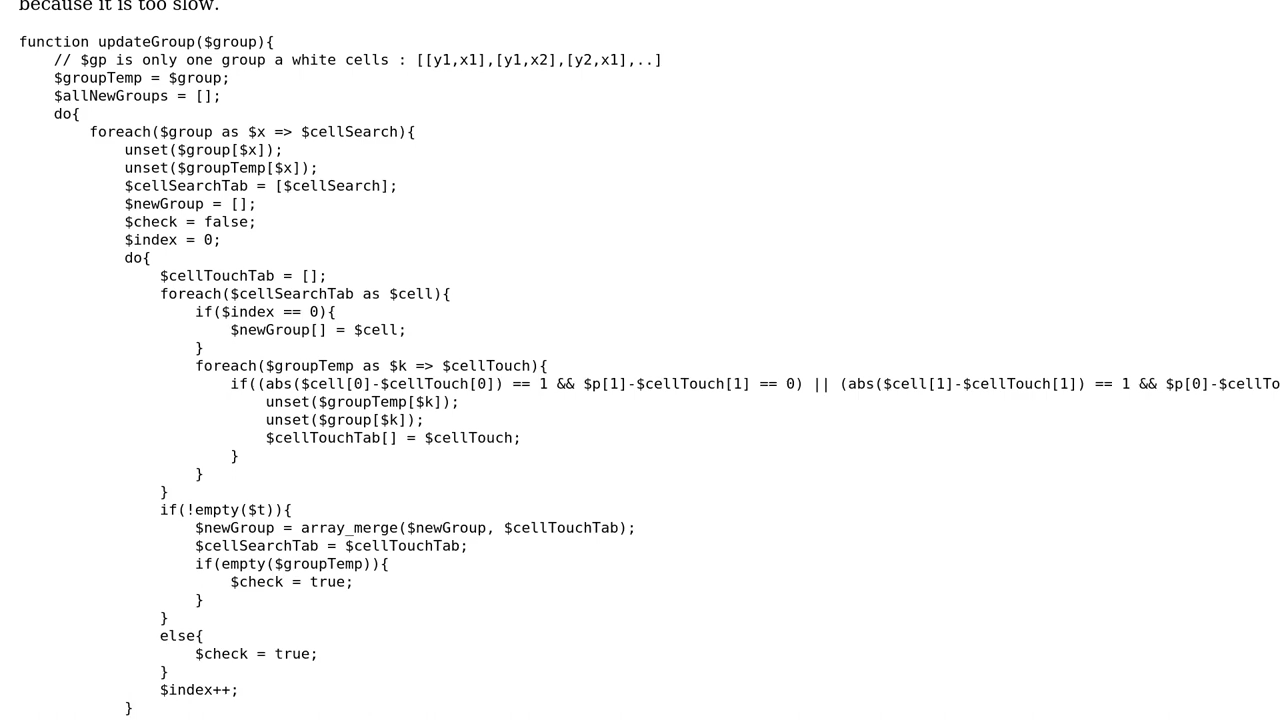 because it is too slow.
function updateGroup($group){
    // $gp is only one group a white cells : [[y1,x1],[y1,x2],[y2,x1],..]
    $groupTemp = $group;
    $allNewGroups = [];
    do{
        foreach($group as $x => $cellSearch){
            unset($group[$x]);
            unset($groupTemp[$x]);
            $cellSearchTab = [$cellSearch];
            $newGroup = [];
            $check = false;
            $index = 0;
            do{
                $cellTouchTab = [];
                foreach($cellSearchTab as $cell){
                    if($index == 0){
                        $newGroup[] = $cell;
                    }
                    foreach($groupTemp as $k => $cellTouch){
                        if((abs($cell[0]-$cellTouch[0]) == 1 && $p[1]-$cellTouch[1] == 0) || (abs($cell[1]-$cellTouch[1]) == 1 && $p[0]-$cellTo
                            unset($groupTemp[$k]);
                            unset($group[$k]);
                            $cellTouchTab[] = $cellTouch;
                        }
                    }
                }
                if(!empty($t)){
                    $newGroup = array_merge($newGroup, $cellTouchTab);
                    $cellSearchTab = $cellTouchTab;
                    if(empty($groupTemp)){
                        $check = true;
                    }
                }
                else{
                    $check = true;
                }
                $index++;
            }